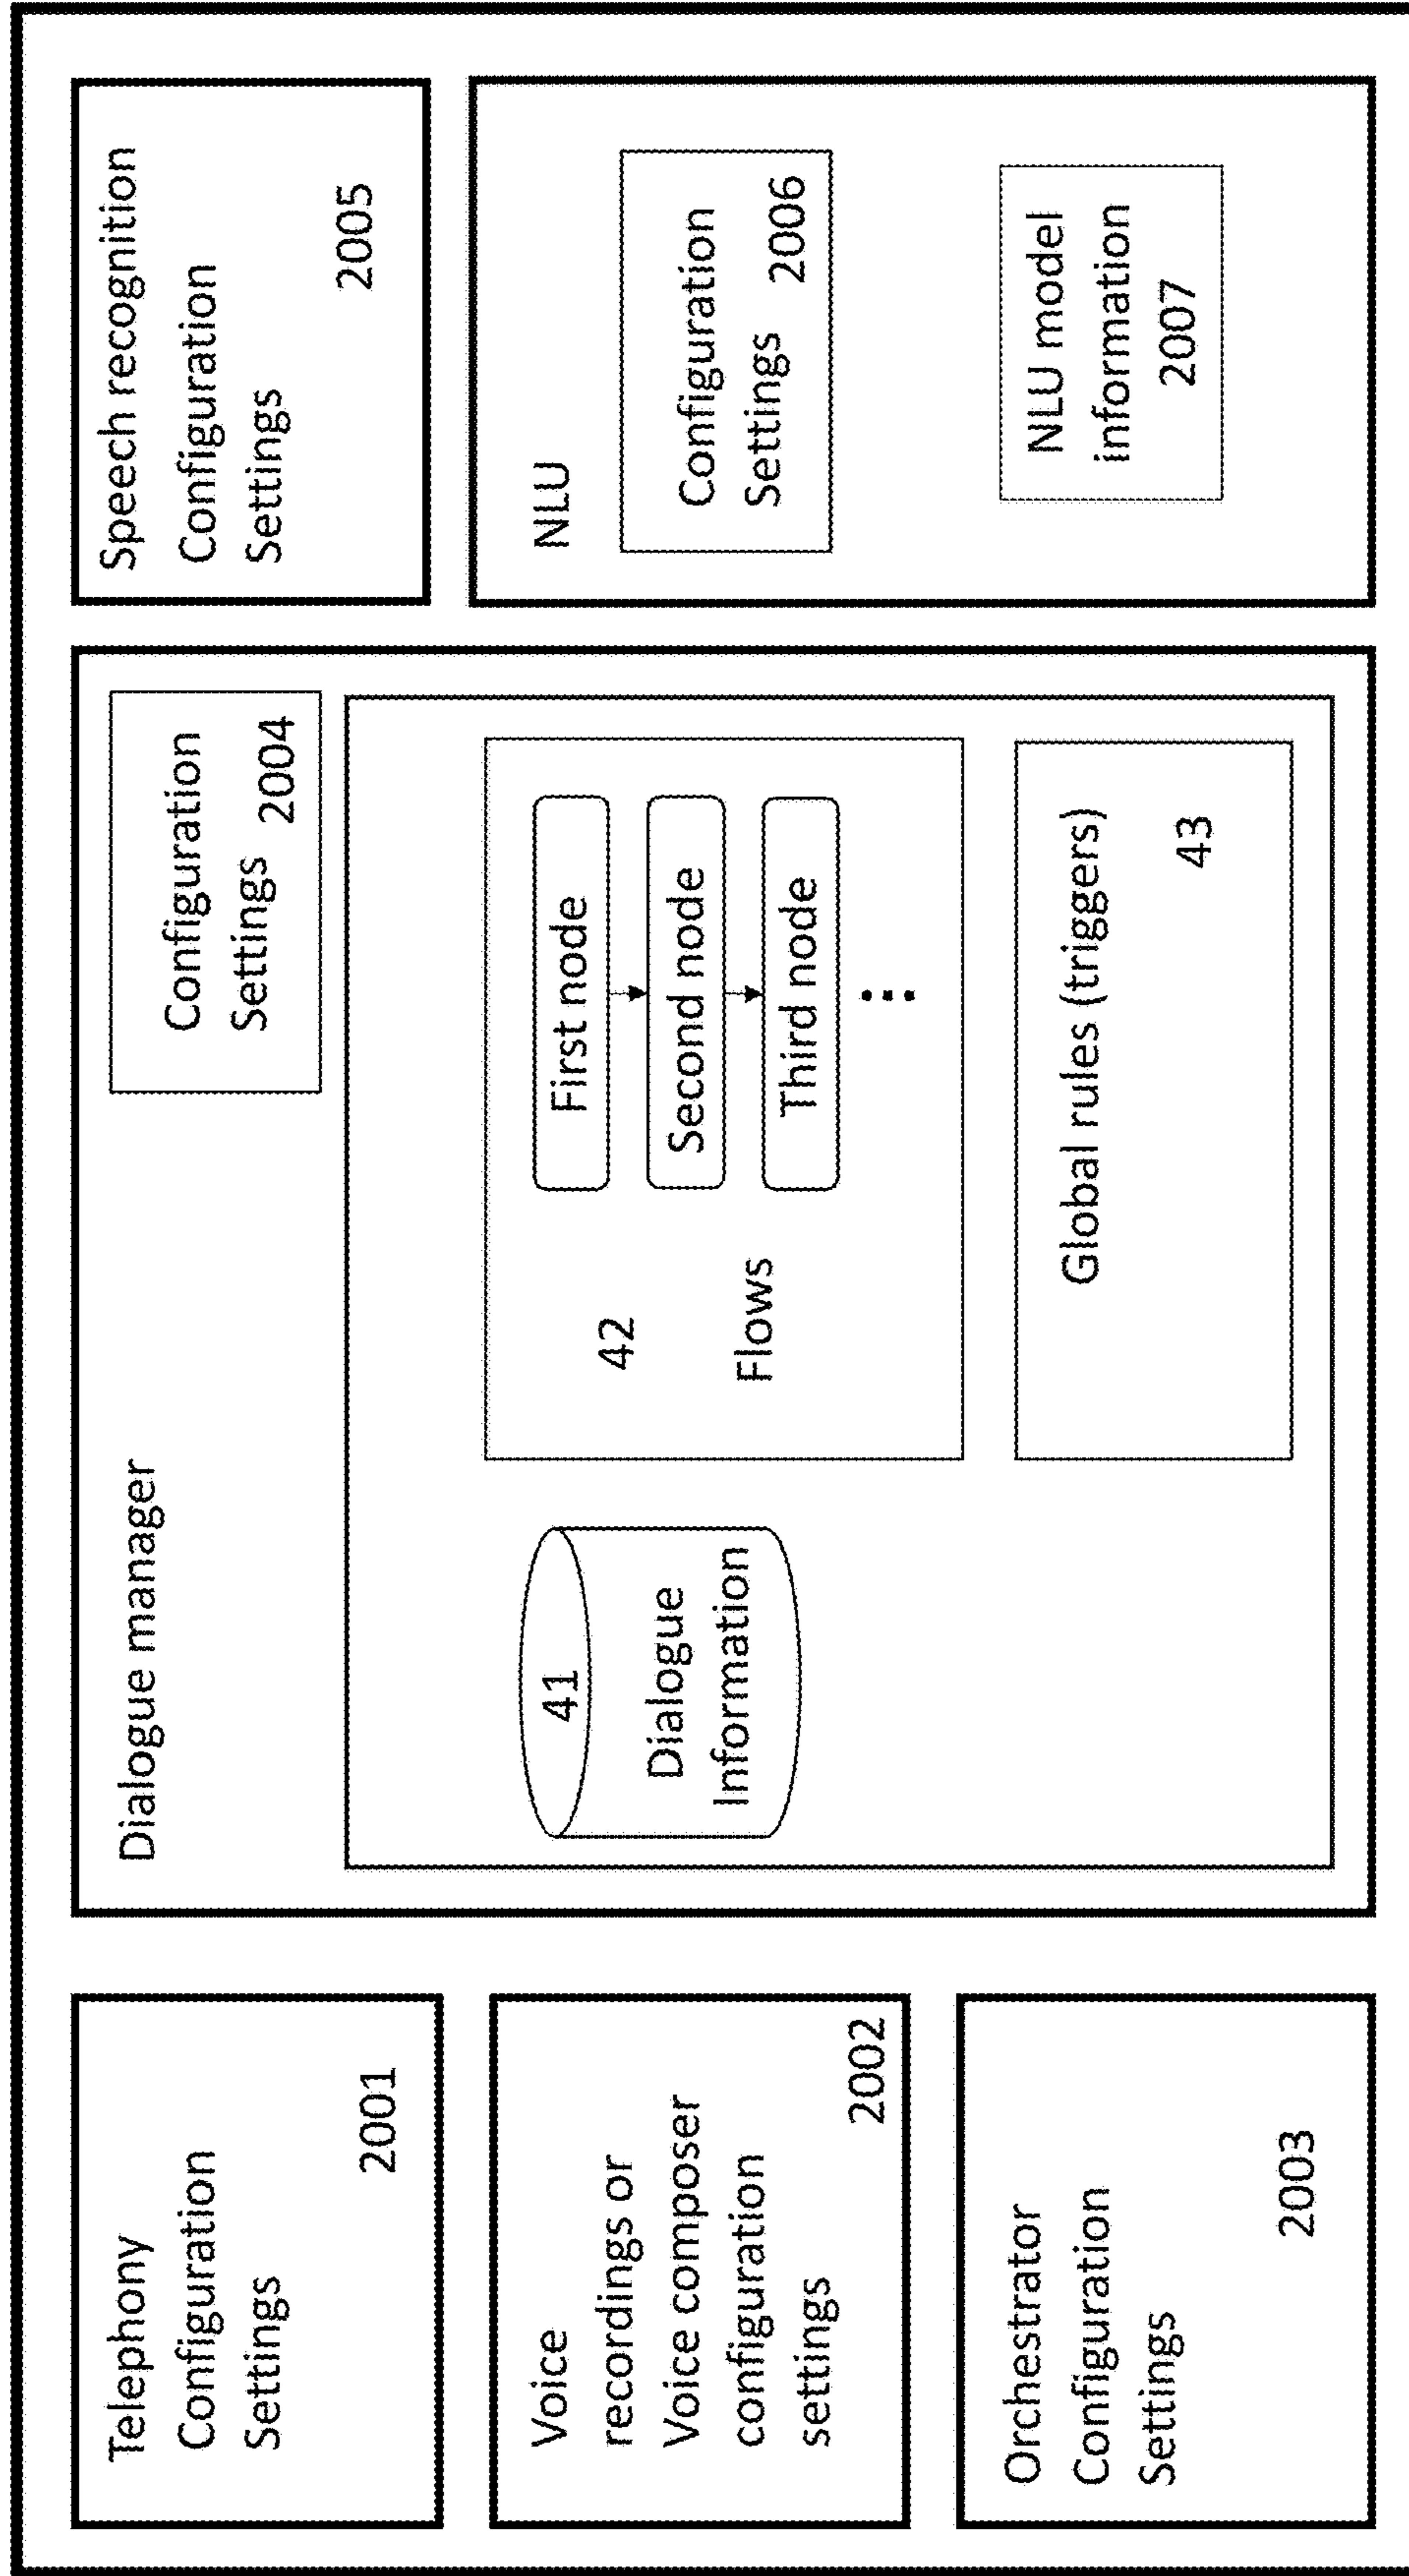 Telephony
Configuration
Settings
2001
Voice
recordings or
Voice composer
configuration
settings
2002
Orchestrator
Configuration
Settings
2003
Dialogue manager
Configuration
Settings 2004
41
Dialogue
Information
42
Flows
First node
Second node
Third node
Global rules (triggers)
43
Speech recognition
Configuration
Settings
2005
NLU
Configuration
Settings 2006
NLU model
information
2007